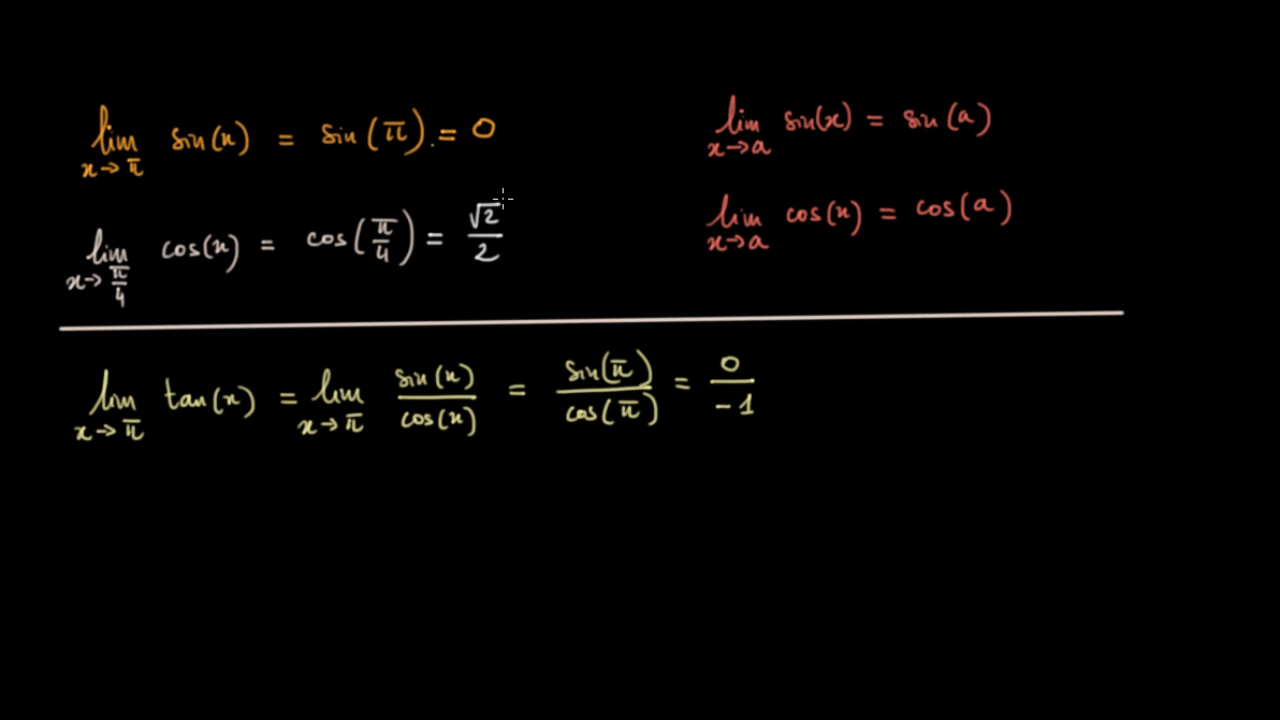 lim x→π sin(x) = sin(π) = 0
lim x→π/4 cos(x) = cos(π/4) = √2/2
lim x→a sin(x) = sin(a)
lim x→a cos(x) = cos(a)
lim x→π tan(x) = lim x→π sin(x)/cos(x) = sin(π)/cos(π) = 0/-1